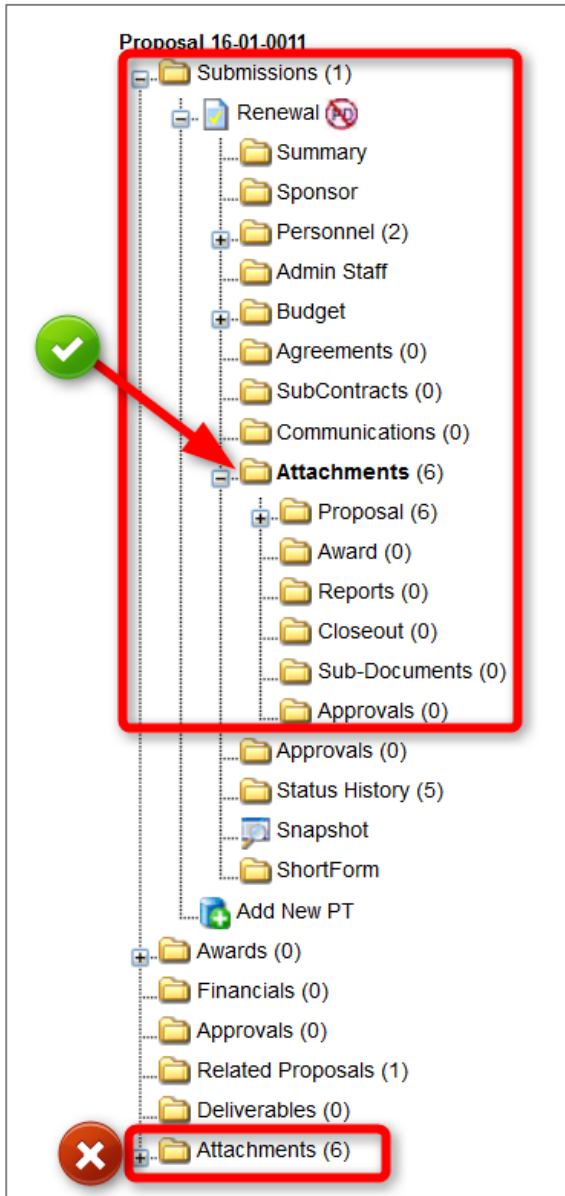 Proposal 16-01-0011
Submissions (1)
Renewal PD
Summary
Sponsor
Personnel (2)
Admin Staff
Budget
Agreements (0)
SubContracts (0)
Communications (0)
Attachments (6)
Proposal (6)
Award (0)
Reports (0)
Closeout (0)
Sub-Documents (0)
Approvals (0)
Approvals (0)
Status History (5)
Snapshot
ShortForm
Add New PT
Awards (0)
Financials (0)
Approvals (0)
Related Proposals (1)
Deliverables (0)
Attachments (6)